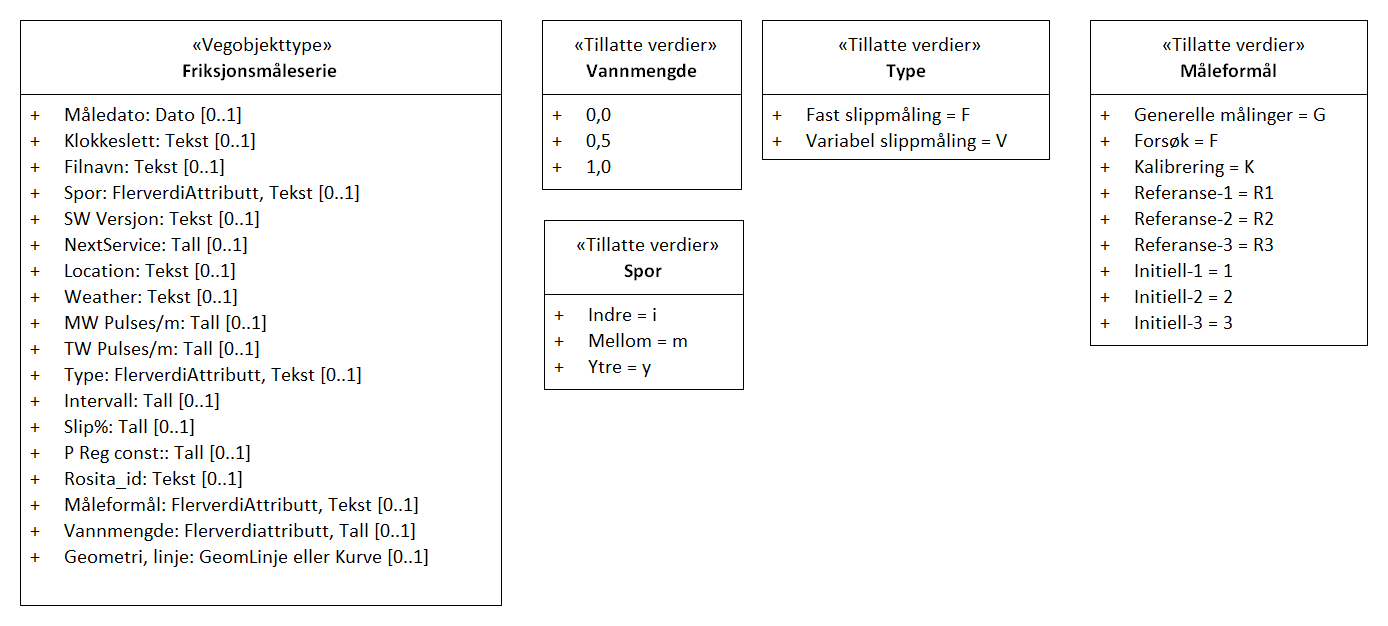 «Vegobjekttype»
Friksjonsmåleserie
+ Måledato: Dato [0..1]
+ Klokkeslett: Tekst [0..1]
+ Filnavn: Tekst [0..1]
+ Spor: FlerverdiAttributt, Tekst [0..1]
+ SW Versjon: Tekst [0..1]
+ NextService: Tall [0..1]
+ Location: Tekst [0..1]
+ Weather: Tekst [0..1]
+ MW Pulses/m: Tall [0..1]
+ TW Pulses/m: Tall [0..1]
+ Type: FlerverdiAttributt, Tekst [0..1]
+ Intervall: Tall [0..1]
+ Slip%: Tall [0..1]
+ P Reg const:: Tall [0..1]
+ Rosita_id: Tekst [0..1]
+ Måleformål: FlerverdiAttributt, Tekst [0..1]
+ Vannmengde: Flerverdiattributt, Tall [0..1]
+ Geometri, linje: GeomLinje eller Kurve [0..1]
«Tillatte verdier»
Vannmengde
+ 0,0
+ 0,5
+ 1,0
«Tillatte verdier»
Spor
+ Indre = i
+ Mellom = m
+ Ytre = y
«Tillatte verdier»
Type
+ Fast slippmåling = F
+ Variabel slippmåling = V
«Tillatte verdier»
Måleformål
+ Generelle målinger = G
+ Forsøk = F
+ Kalibrering = K
+ Referanse-1 = R1
+ Referanse-2 = R2
+ Referanse-3 = R3
+ Initiell-1 = 1
+ Initiell-2 = 2
+ Initiell-3 = 3